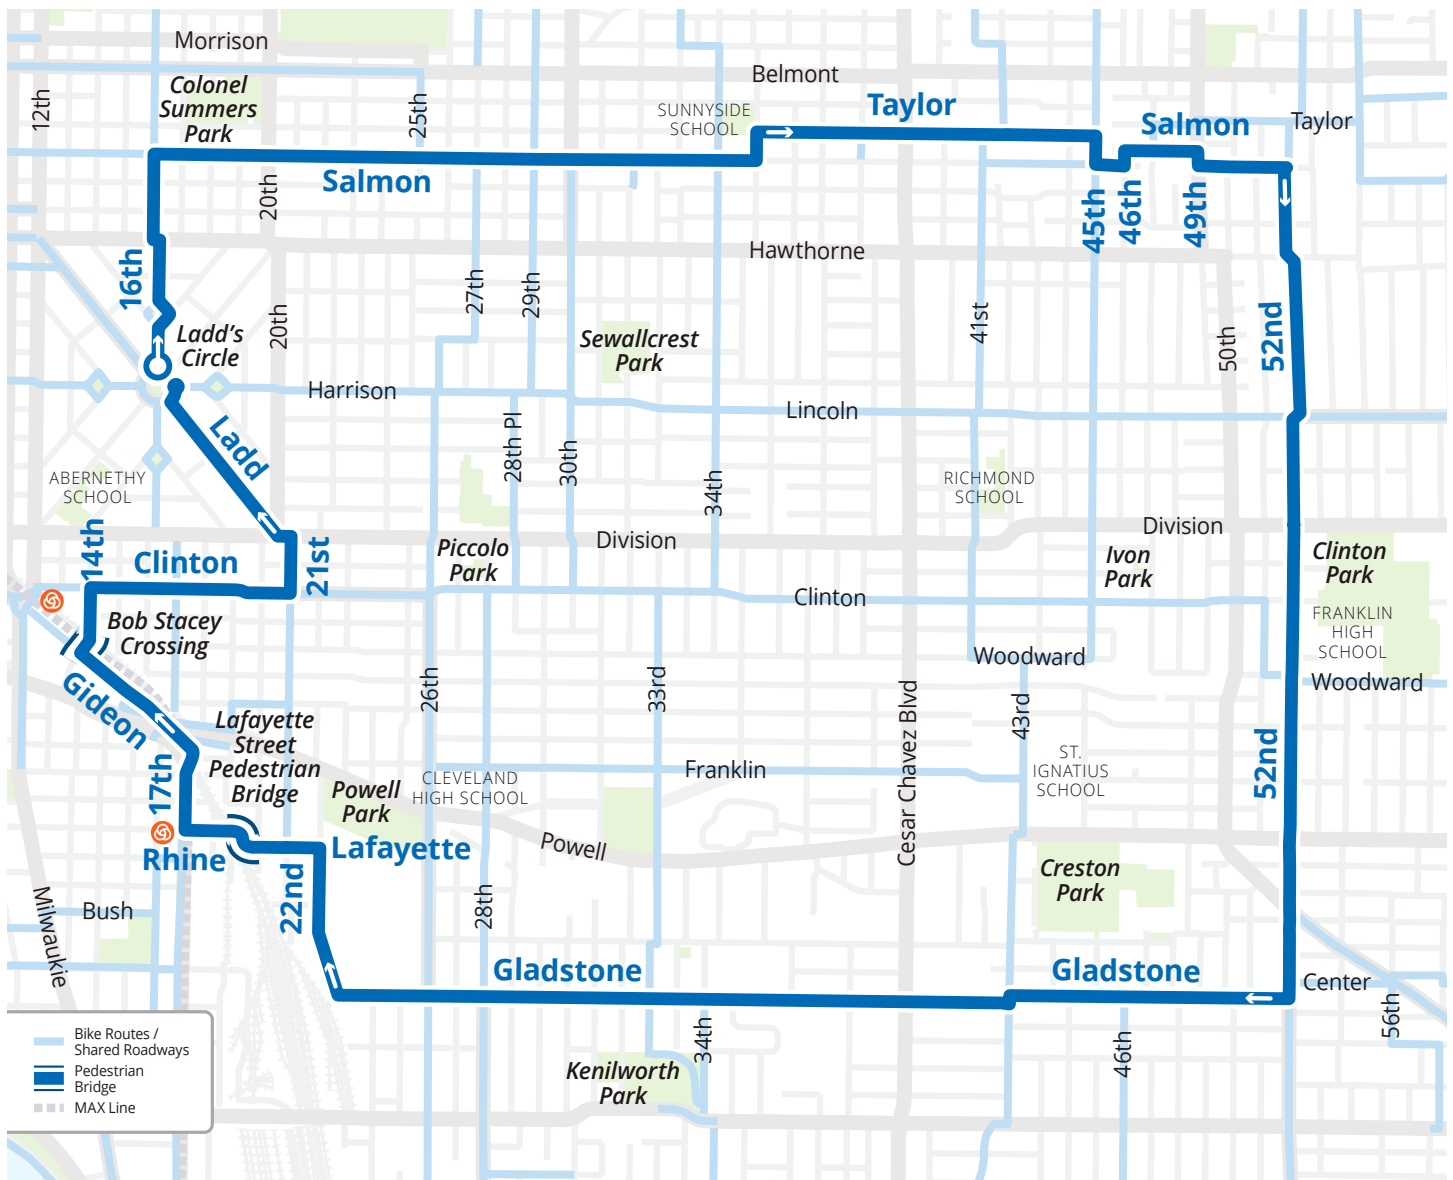 Morrison
Belmont
Colonel
Summers
Park
12th
25th
SUNNYSIDE
SCHOOL
Taylor
Salmon
Taylor
Salmon
20th
45th
46th
49th
Hawthorne
16th
27th
29th
20th
Ladd's
Circle
Sewallcrest
Park
41st
50th
52nd
Harrison
Lincoln
Ladd
28th Pl
30th
34th
ABERNETHY
SCHOOL
RICHMOND
SCHOOL
14th
Clinton
21st
Piccolo
Park
Division
Division
Ivon
Park
Clinton
Park
Clinton
Bob Stacey
Crossing
FRANKLIN
HIGH
SCHOOL
Woodward
Woodward
Gideon
26th
33rd
Cesar Chavez Blvd
43rd
52nd
Lafayette
Street
Pedestrian
Bridge
17th
Powell
Park
CLEVELAND
HIGH SCHOOL
Franklin
ST.
IGNATIUS
SCHOOL
Rhine
Lafayette
Powell
Creston
Park
22nd
28th
Milwaukie
Bush
Gladstone
Gladstone
Center
56th
34th
46th
Kenilworth
Park
Bike Routes /
Shared Roadways
Pedestrian
Bridge
MAX Line